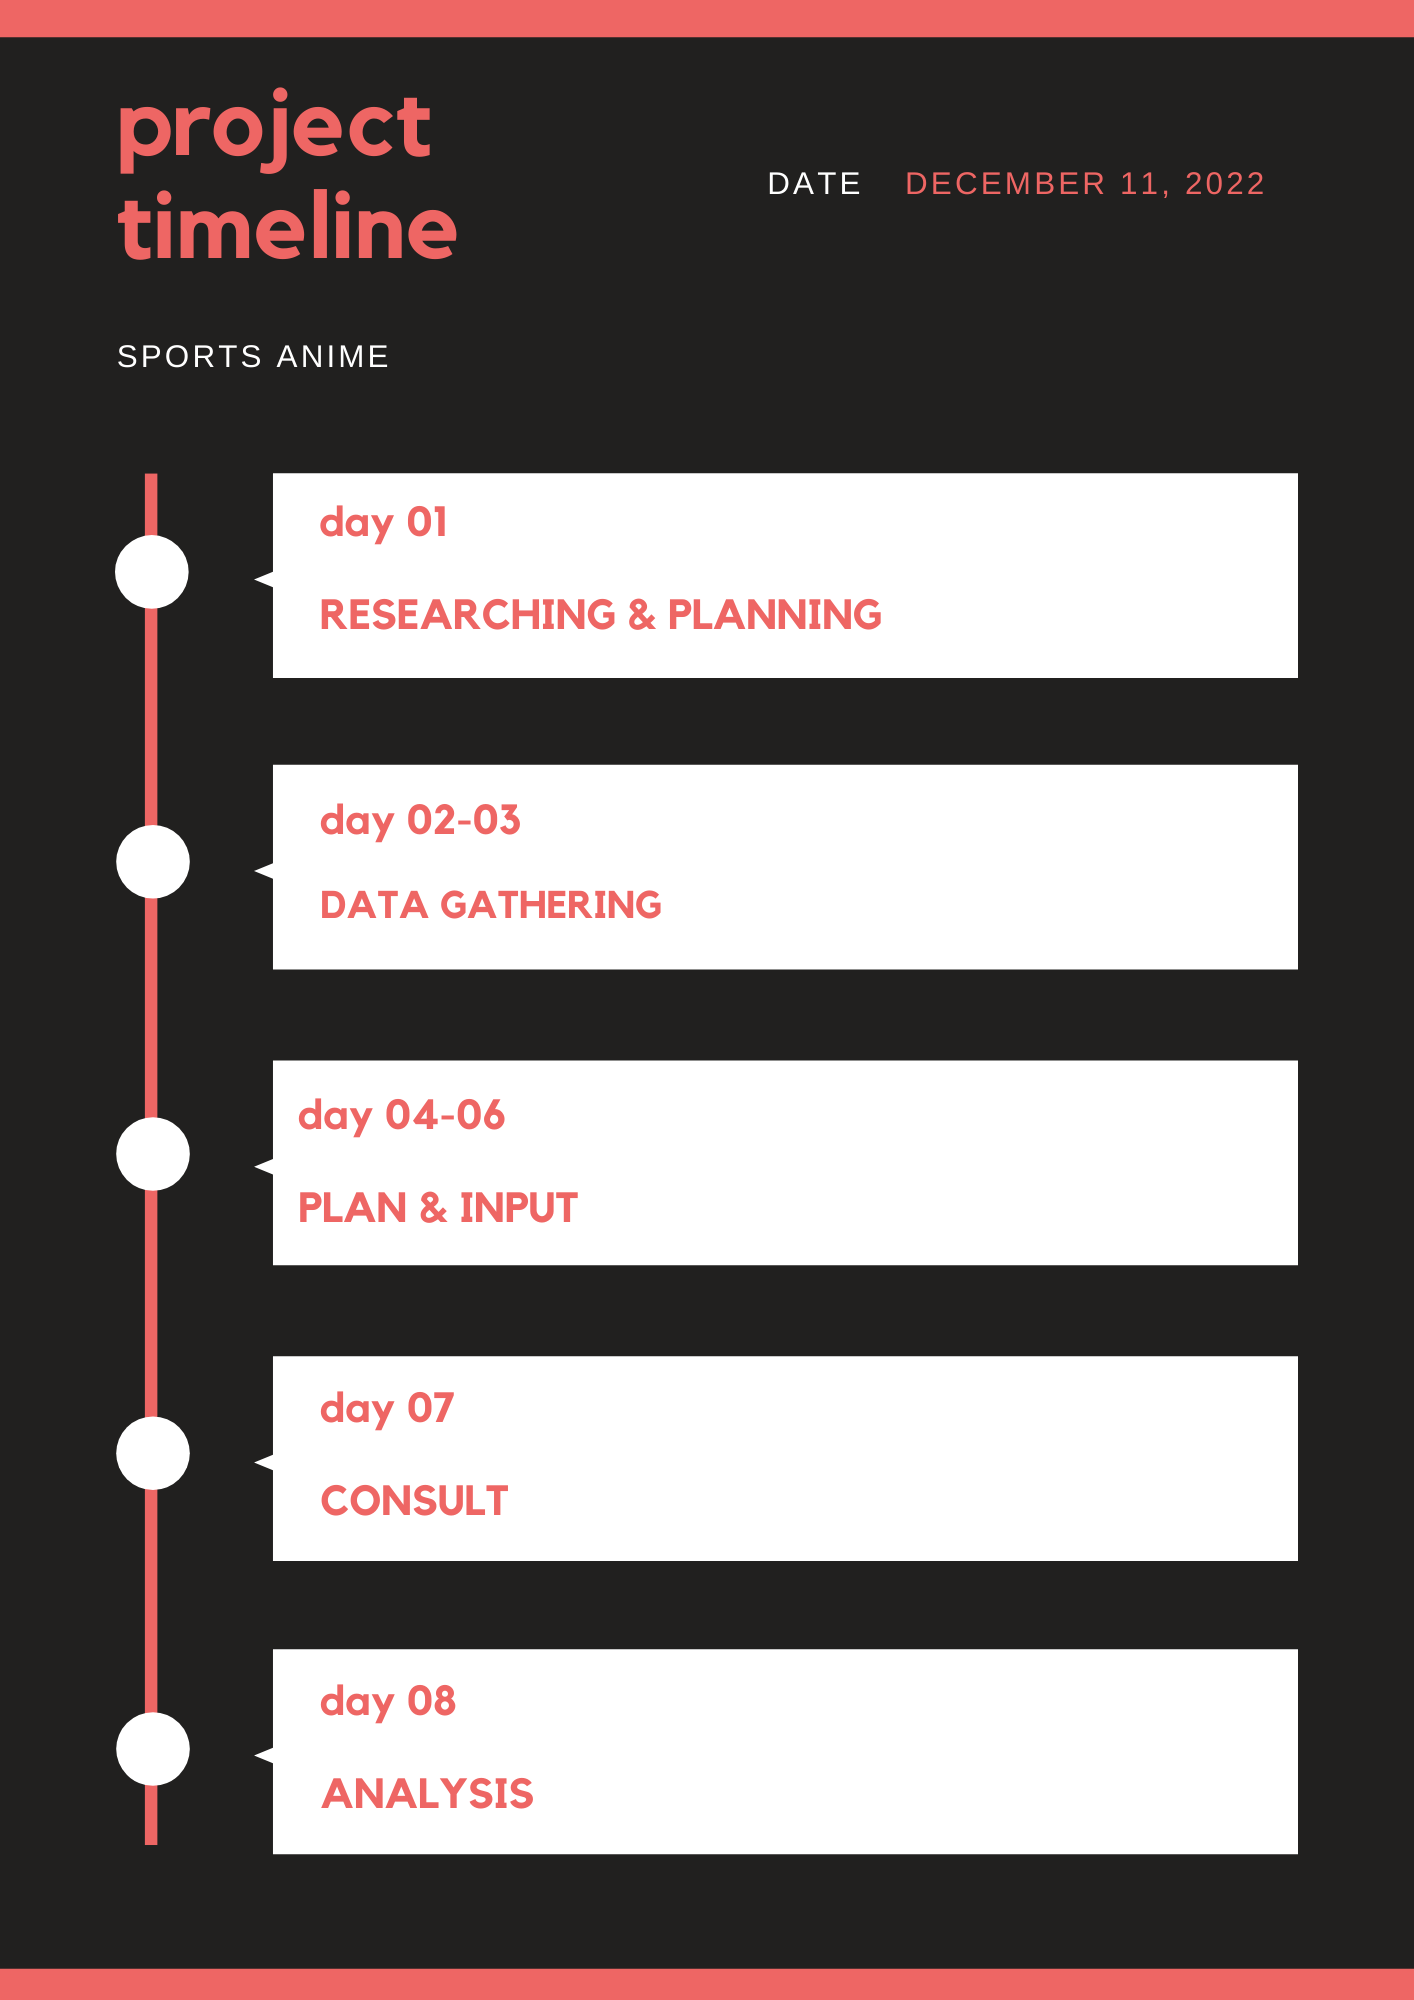 project
timeline
DATE DECEMBER 11, 2022
SPORTS ANIME
day 01
RESEARCHING & PLANNING
day 02-03
DATA GATHERING
day 04-06
PLAN & INPUT
day 07
CONSULT
day 08
ANALYSIS